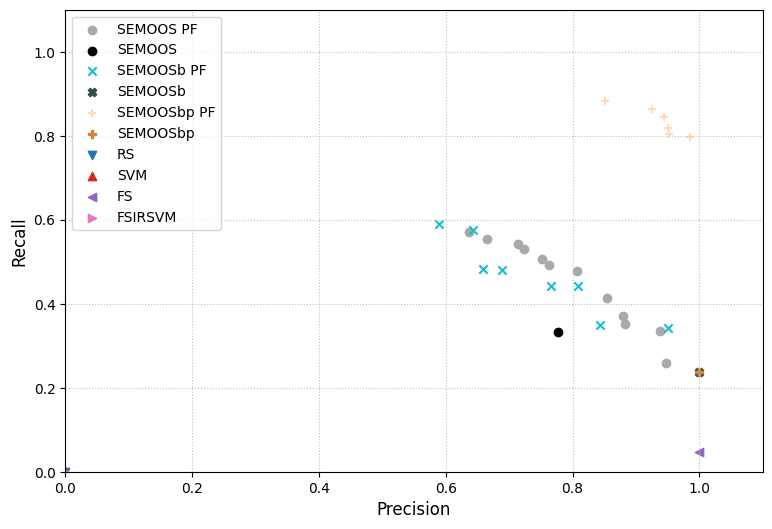 SEMOOS PF
SEMOOS
SEMOOSb PF
SEMOOSb
SEMOOSbp PF
SEMOOSbp
RS
SVM
FS
FSIRSVM
1.0
0.8
0.6
0.4
0.2
0.0
Recall
0.0 0.2 0.4 0.6 0.8 1.0
Precision